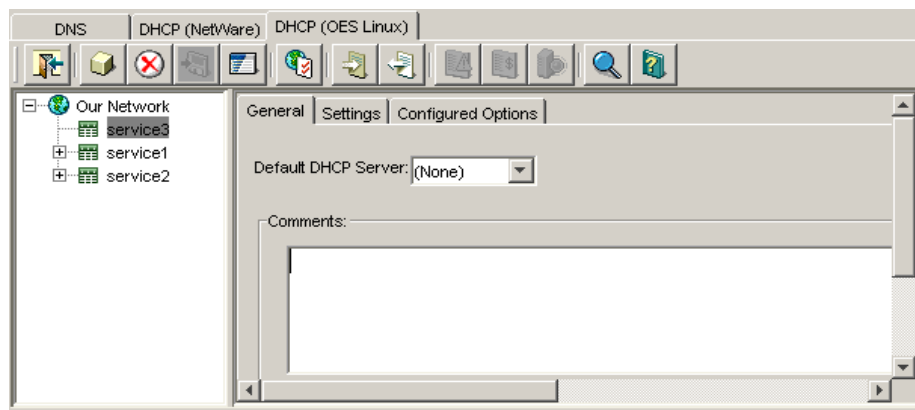 DNS
DHCP (NetWare)
DHCP (OES Linux)
Our Network
service3
service1
service2
General
Settings
Configured Options
Default DHCP Server:
(None)
Comments: